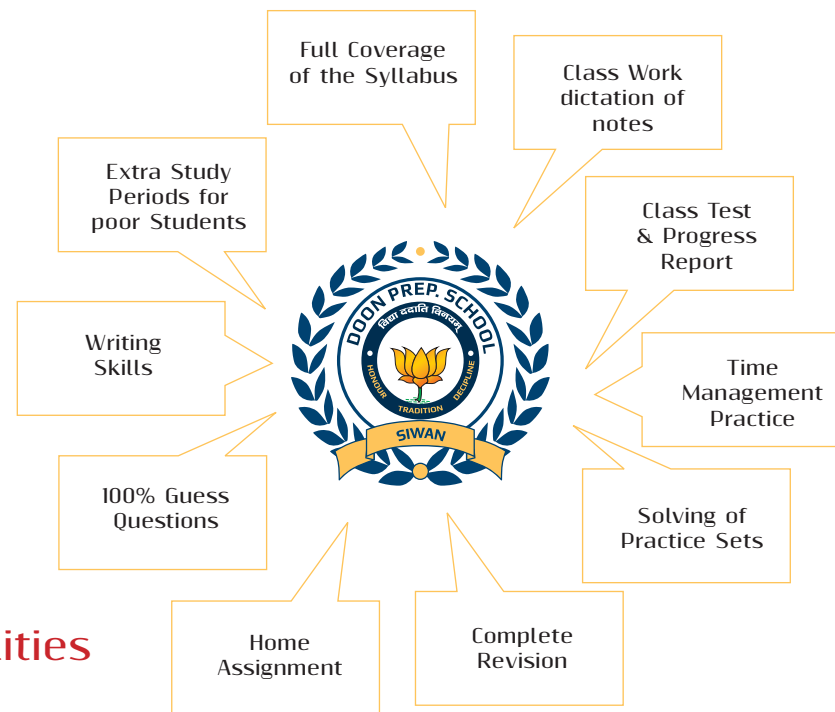 Full Coverage
of the Syllabus
Class Work
dictation of
notes
Extra Study
Periods for
poor Students
Class Test
& Progress
Report
DOON PREP. SCHOOL
विद्या ददाति विनयम्
HONOUR
TRADITION
DECIPLINE
SIWAN
Writing
Skills
Time
Management
Practice
100% Guess
Questions
Solving of
Practice Sets
Home
Assignment
Complete
Revision